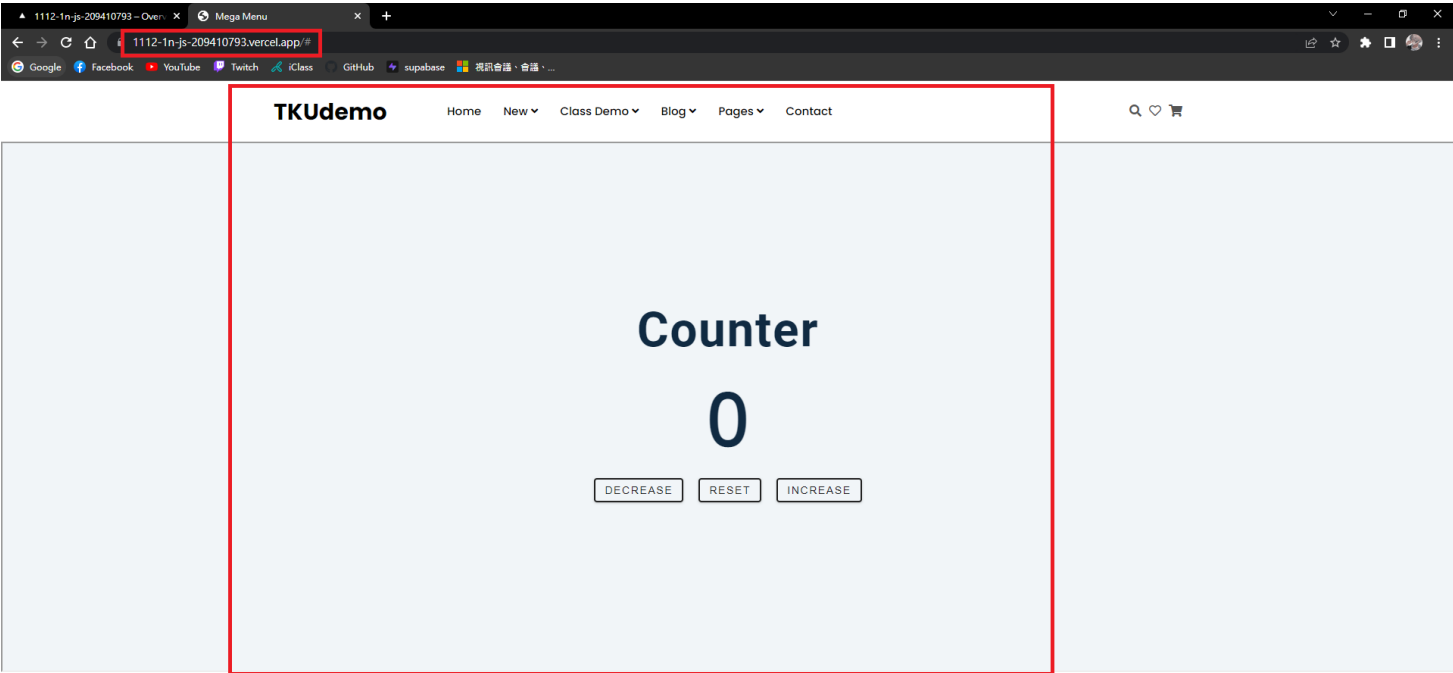 1112-1n-js-209410793 – Over
Mega Menu
1112-1n-js-209410793.vercel.app/#
Google Facebook YouTube Twitch iClass GitHub supabase 視訊會議、會議、...
TKUdemo Home New Class Demo Blog Pages Contact
Counter
0
DECREASE RESET INCREASE